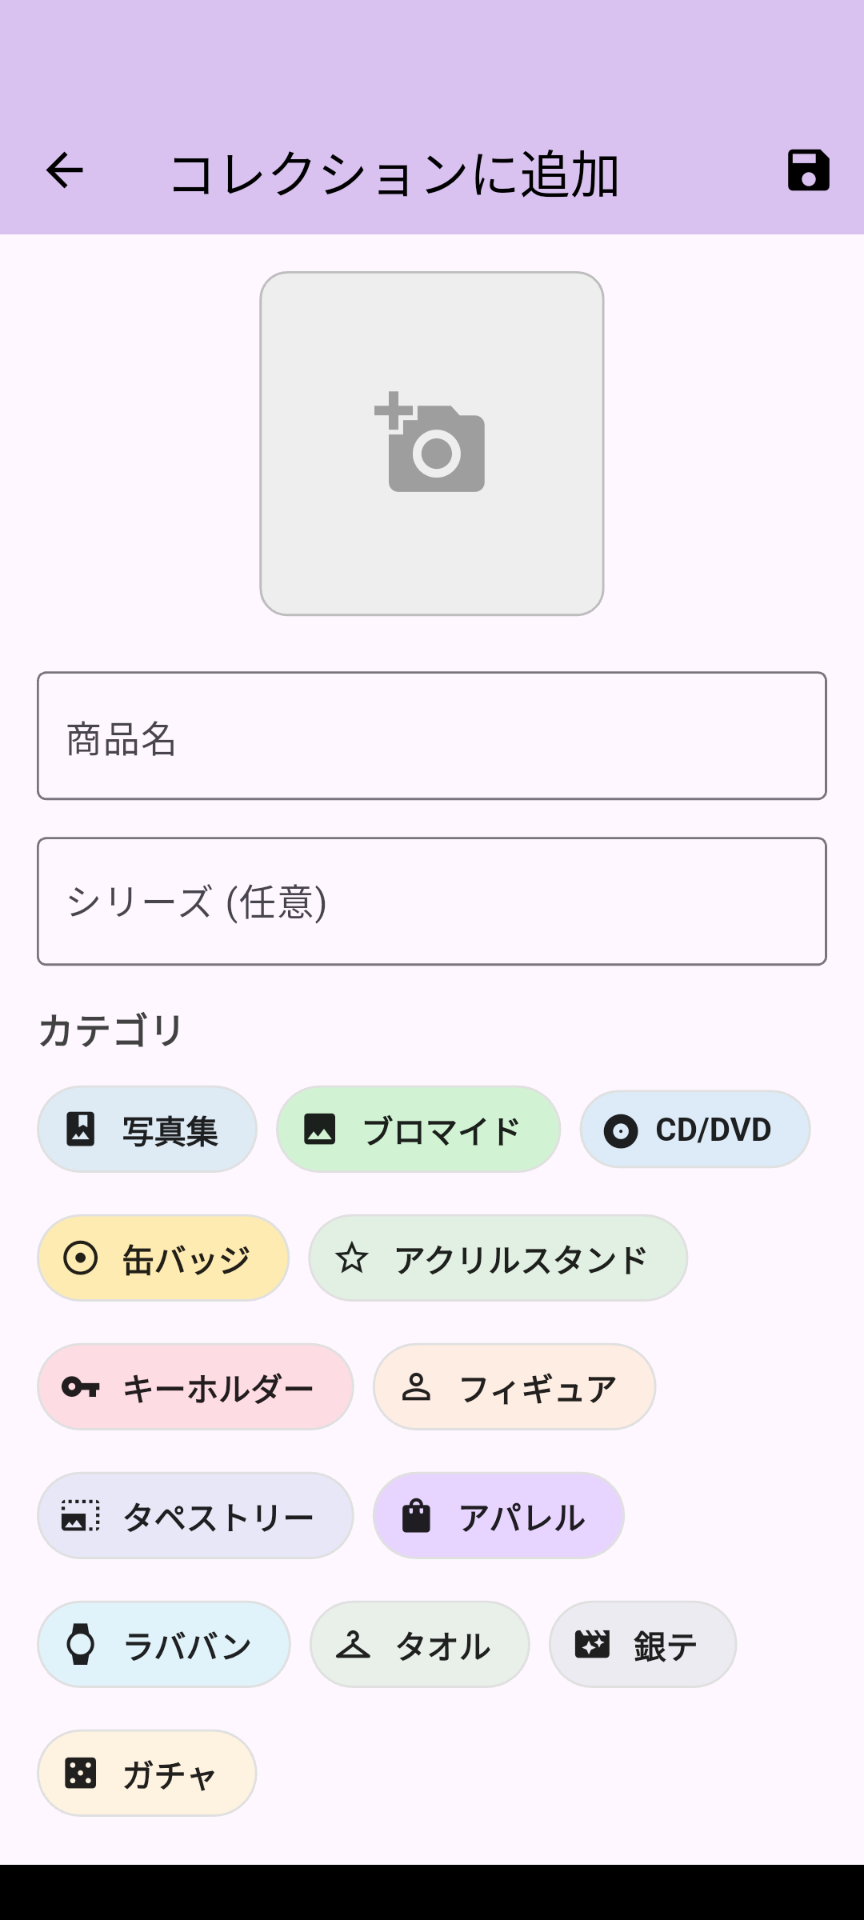 コレクションに追加
商品名
シリーズ (任意)
カテゴリ
写真集 ブロマイド CD/DVD
缶バッジ アクリルスタンド
キーホルダー フィギュア
タペストリー アパレル
ラババン タオル 銀テ
ガチャ